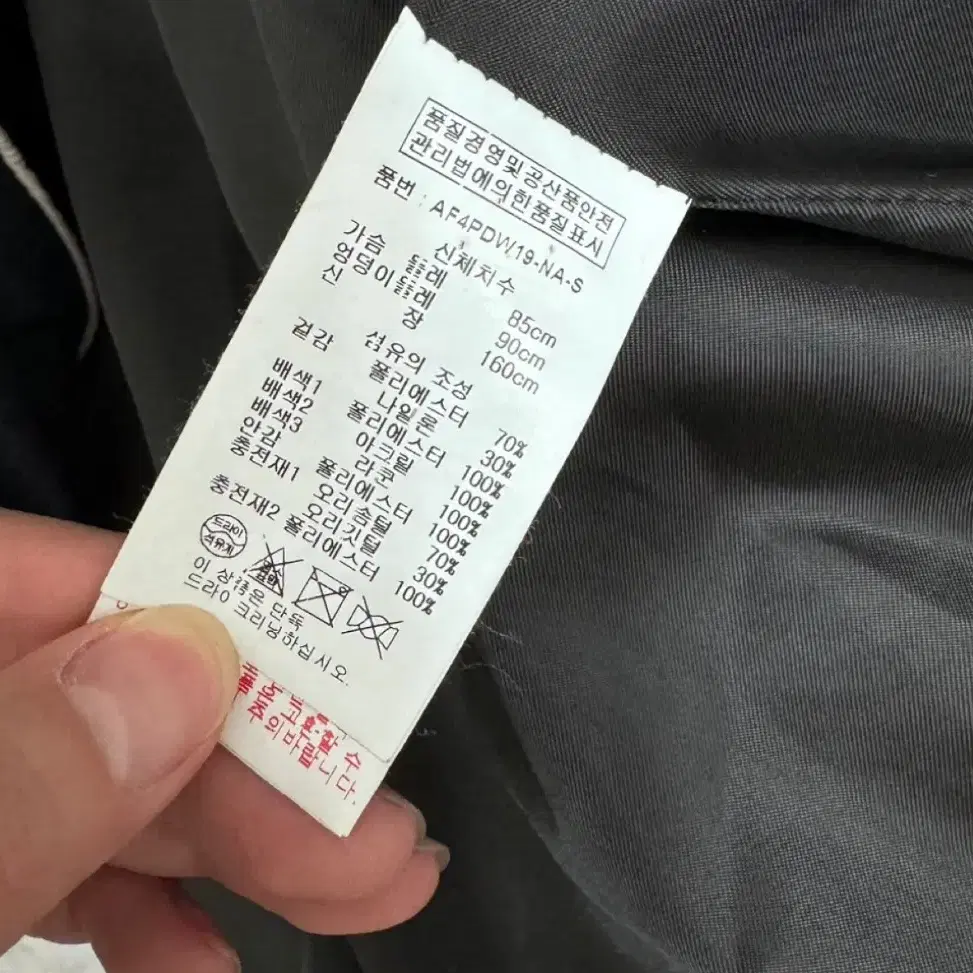 품질경영및공산품안전
관리법에의한품질표시
품번 : AF4PDW19-NA-S
신체치수
가슴 둘레 85cm
엉덩이둘레 90cm
신 장 160cm
섬유의 조성
겉감 폴리에스터 70%
나일론 30%
배색1 폴리에스터 100%
배색2 아크릴 100%
배색3 라쿤 100%
안감 폴리에스터 100%
충전재1 오리솜털 70%
오리깃털 30%
충전재2 폴리에스터 100%
드라이
석유계
이 상품은 단독
드라이 크리닝하십시오.
수
주의바랍니다.